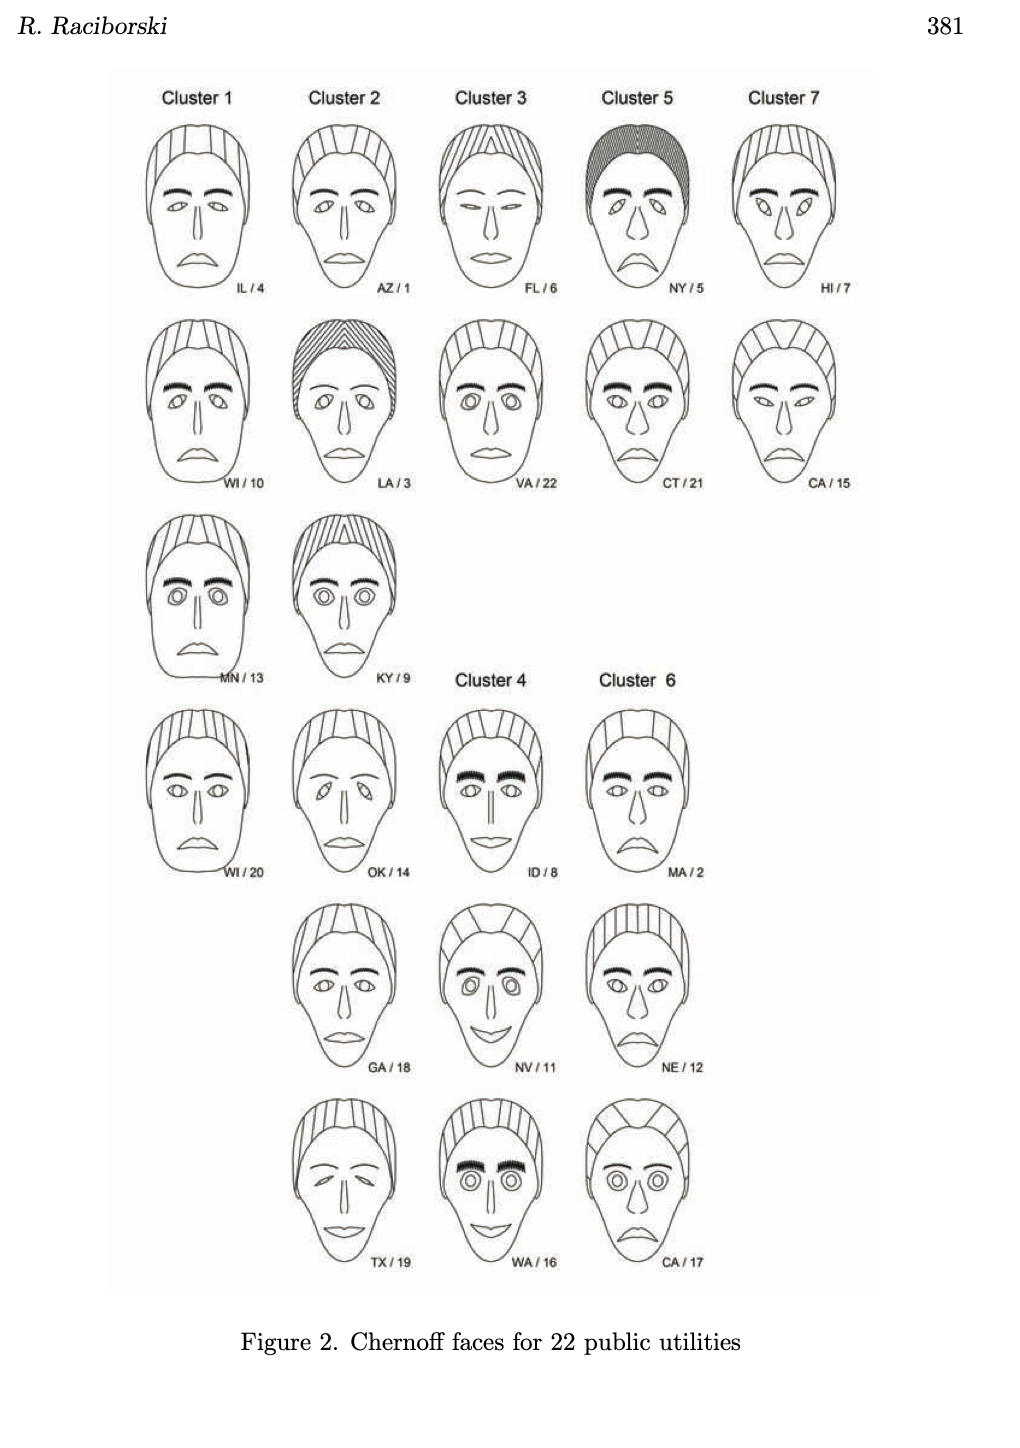 R. Raciborski 381
Cluster 1 Cluster 2 Cluster 3 Cluster 5 Cluster 7
IL / 4 AZ / 1 FL / 6 NY / 5 HI / 7
WI / 10 LA / 3 VA / 22 CT / 21 CA / 15
MN / 13 KY / 9 Cluster 4 Cluster 6
WI / 20 OK / 14 ID / 8 MA / 2
GA / 18 NV / 11 NE / 12
TX / 19 WA / 16 CA / 17
Figure 2. Chernoff faces for 22 public utilities